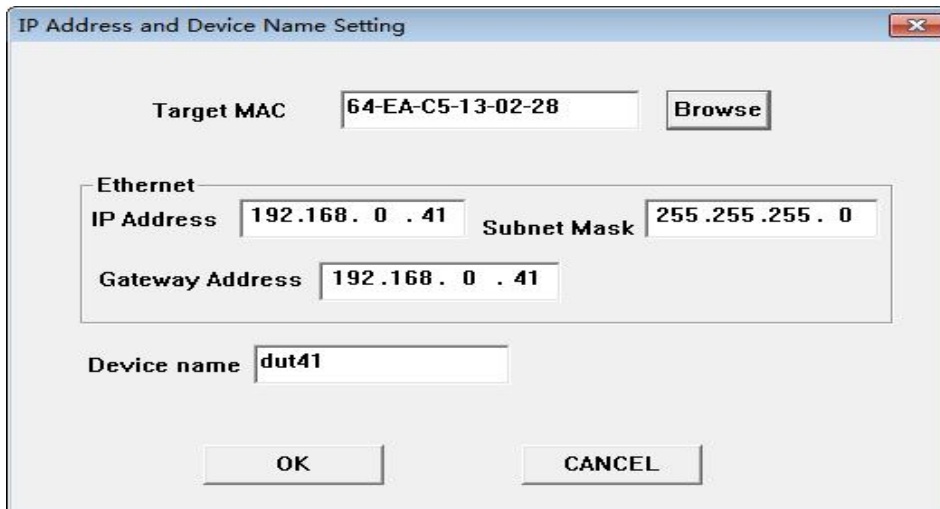 IP Address and Device Name Setting
Target MAC 64-EA-C5-13-02-28 Browse
Ethernet
IP Address 192.168. 0 .41 Subnet Mask 255.255.255. 0
Gateway Address 192.168. 0 .41
Device name dut41
OK CANCEL